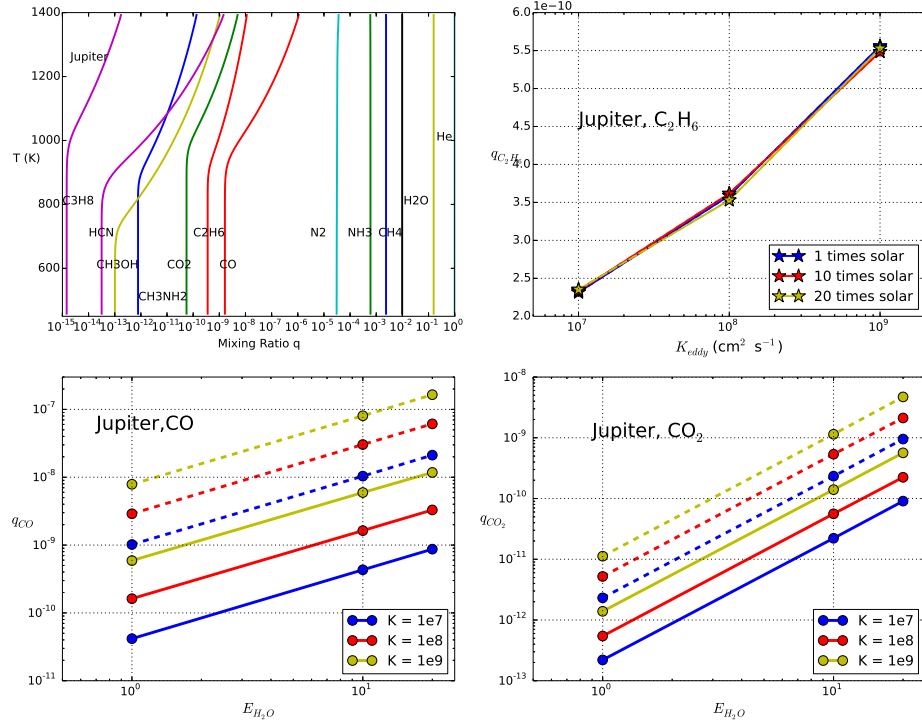 1400
1200
1000
T (K)
800
600
Jupiter
He
C3H8
H2O
HCN
C2H6
N2
NH3
CH4
CH3OH
CO2
CO
CH3NH2
10^-15
10^-14
10^-13
10^-12
10^-11
10^-10
10^-9
10^-8
10^-7
10^-6
10^-5
10^-4
10^-3
10^-2
10^-1
10^0
Mixing Ratio q
1e−10
6.0
5.5
5.0
4.5
4.0
3.5
3.0
2.5
2.0
Jupiter, C2H6
1 times solar
10 times solar
20 times solar
10^7
10^8
10^9
K_eddy (cm^2 s^-1)
10^-7
10^-8
q_CO
10^-9
10^-10
10^-11
Jupiter,CO
K = 1e7
K = 1e8
K = 1e9
10^0
10^1
E_H2O
10^-8
10^-9
10^-10
q_CO2
10^-11
10^-12
10^-13
Jupiter, CO2
K = 1e7
K = 1e8
K = 1e9
10^0
10^1
E_H2O